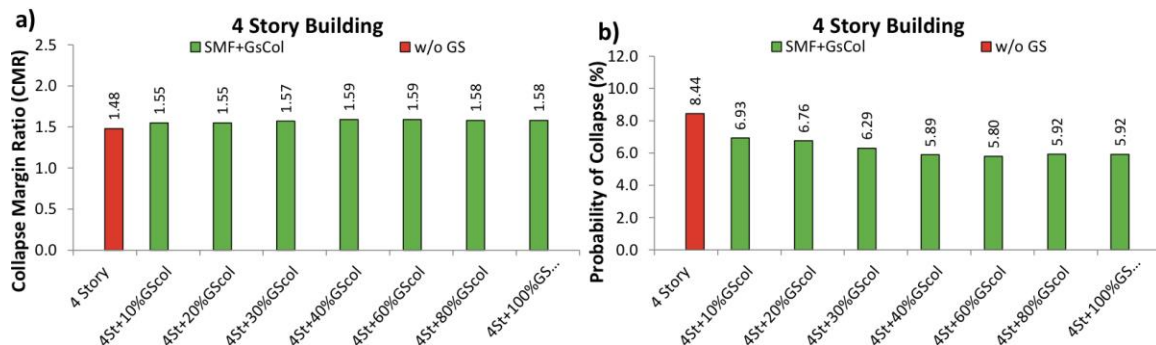 a)
4 Story Building
SMF+GsCol
w/o GS
Collapse Margin Ratio (CMR)
2.5
2.0
1.5
1.0
0.5
0.0
1.48
1.55
1.55
1.57
1.59
1.59
1.58
1.58
4 Story
4St+10%GScol
4St+20%GScol
4St+30%GScol
4St+40%GScol
4St+60%GScol
4St+80%GScol
4St+100%GS...
b)
4 Story Building
SMF+GsCol
w/o GS
Probability of Collapse (%)
12.0
10.0
8.0
6.0
4.0
2.0
0.0
8.44
6.93
6.76
6.29
5.89
5.80
5.92
5.92
4 Story
4St+10%GScol
4St+20%GScol
4St+30%GScol
4St+40%GScol
4St+60%GScol
4St+80%GScol
4St+100%GS...